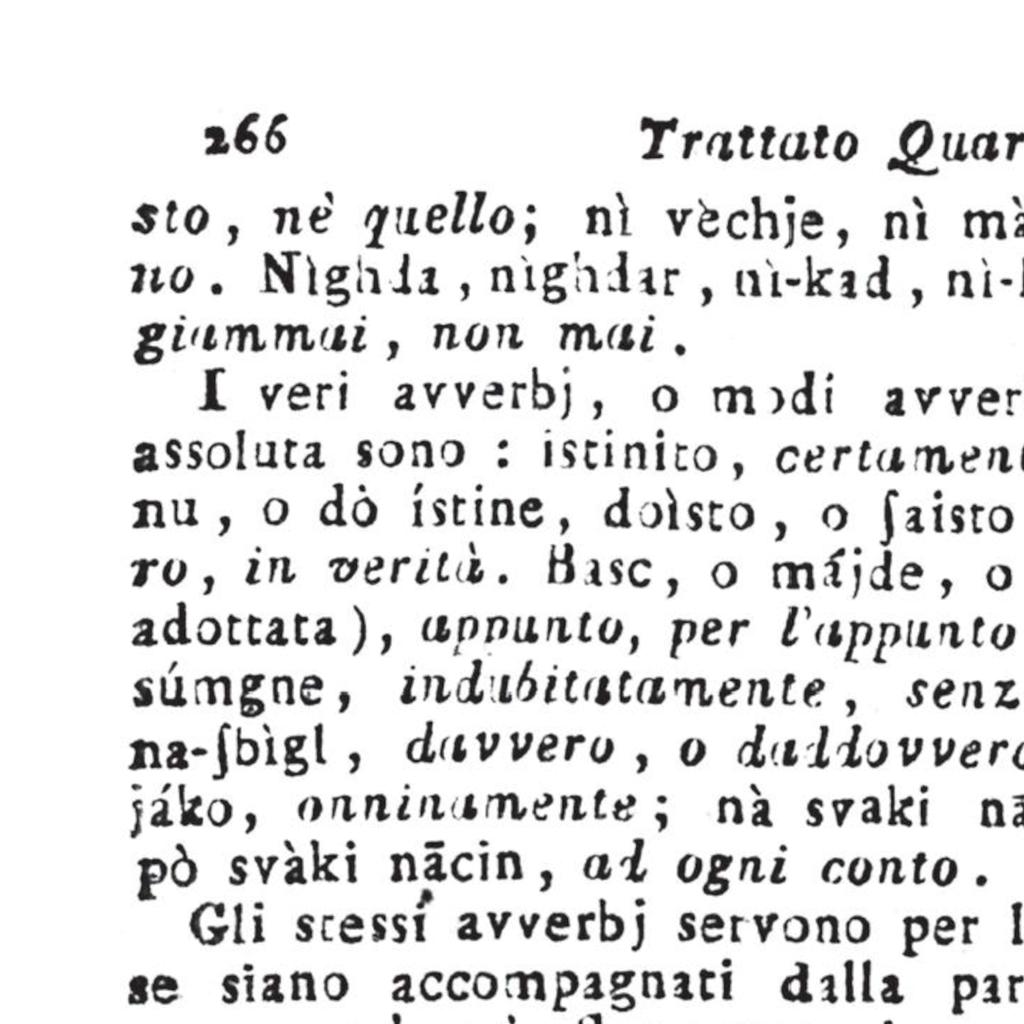 266 Trattato Quar
sto, nè quello; nì vèchje, nì mà
no. Nìghda, nìghdar, nì-kad, nì-
giammai, non mai.
I veri avverbj, o modi avver
assoluta sono: istinito, certament
nu, o dò ístine, doìsto, o ſaisto
ro, in verità. Basc, o májde, o
adottata), appunto, per l'appunto
súmgne, indubitatamente, senz
na-ſbìgl, davvero, o daddovvero
jáko, onninamente; nà svaki nā
pò svàki nācin, ad ogni conto.
Gli stessi avverbj servono per l
se siano accompagnati dalla par